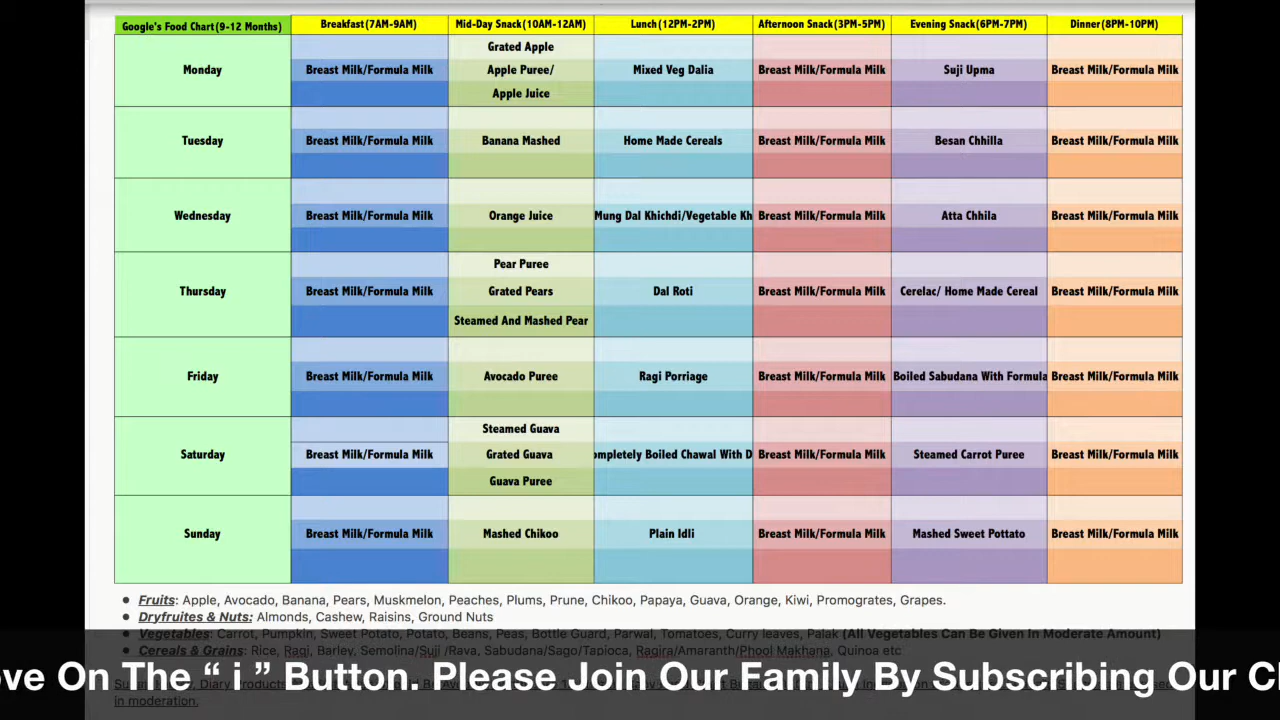 Google's Food Chart(9-12 Months) Breakfast(7AM-9AM) Mid-Day Snack(10AM-12AM) Lunch(12PM-2PM) Afternoon Snack(3PM-5PM) Evening Snack(6PM-7PM) Dinner(8PM-10PM)
Grated Apple
Monday Breast Milk/Formula Milk Apple Puree/ Mixed Veg Dalia Breast Milk/Formula Milk Suji Upma Breast Milk/Formula Milk
Apple Juice
Tuesday Breast Milk/Formula Milk Banana Mashed Home Made Cereals Breast Milk/Formula Milk Besan Chhilla Breast Milk/Formula Milk
Wednesday Breast Milk/Formula Milk Orange Juice Mung Dal Khichdi/Vegetable Kh Breast Milk/Formula Milk Atta Chhila Breast Milk/Formula Milk
Pear Puree
Thursday Breast Milk/Formula Milk Grated Pears Dal Roti Breast Milk/Formula Milk Cerelac/ Home Made Cereal Breast Milk/Formula Milk
Steamed And Mashed Pear
Friday Breast Milk/Formula Milk Avocado Puree Ragi Porriage Breast Milk/Formula Milk Boiled Sabudana With Formula Breast Milk/Formula Milk
Steamed Guava
Saturday Breast Milk/Formula Milk Grated Guava ompletely Boiled Chawal With D Breast Milk/Formula Milk Steamed Carrot Puree Breast Milk/Formula Milk
Guava Puree
Sunday Breast Milk/Formula Milk Mashed Chikoo Plain Idli Breast Milk/Formula Milk Mashed Sweet Pottato Breast Milk/Formula Milk
• Fruits: Apple, Avocado, Banana, Pears, Muskmelon, Peaches, Plums, Prune, Chikoo, Papaya, Guava, Orange, Kiwi, Promogrates, Grapes.
• Dryfruites & Nuts: Almonds, Cashew, Raisins, Ground Nuts
• Vegetables: Carrot, Pumpkin, Sweet Potato, Potato, Beans, Peas, Bottle Guard, Parwal, Tomatoes, Curry leaves, Palak (All Vegetables Can Be Given In Moderate Amount)
• Cereals & Grains: Rice, Ragi, Barley, Semolina/Suji /Rava, Sabudana/Sago/Tapioca, Ragira/Amaranth/Phool Makhana, Quinoa etc
ove On The “ i ” Button. Please Join Our Family By Subscribing Our Cl
in moderation.